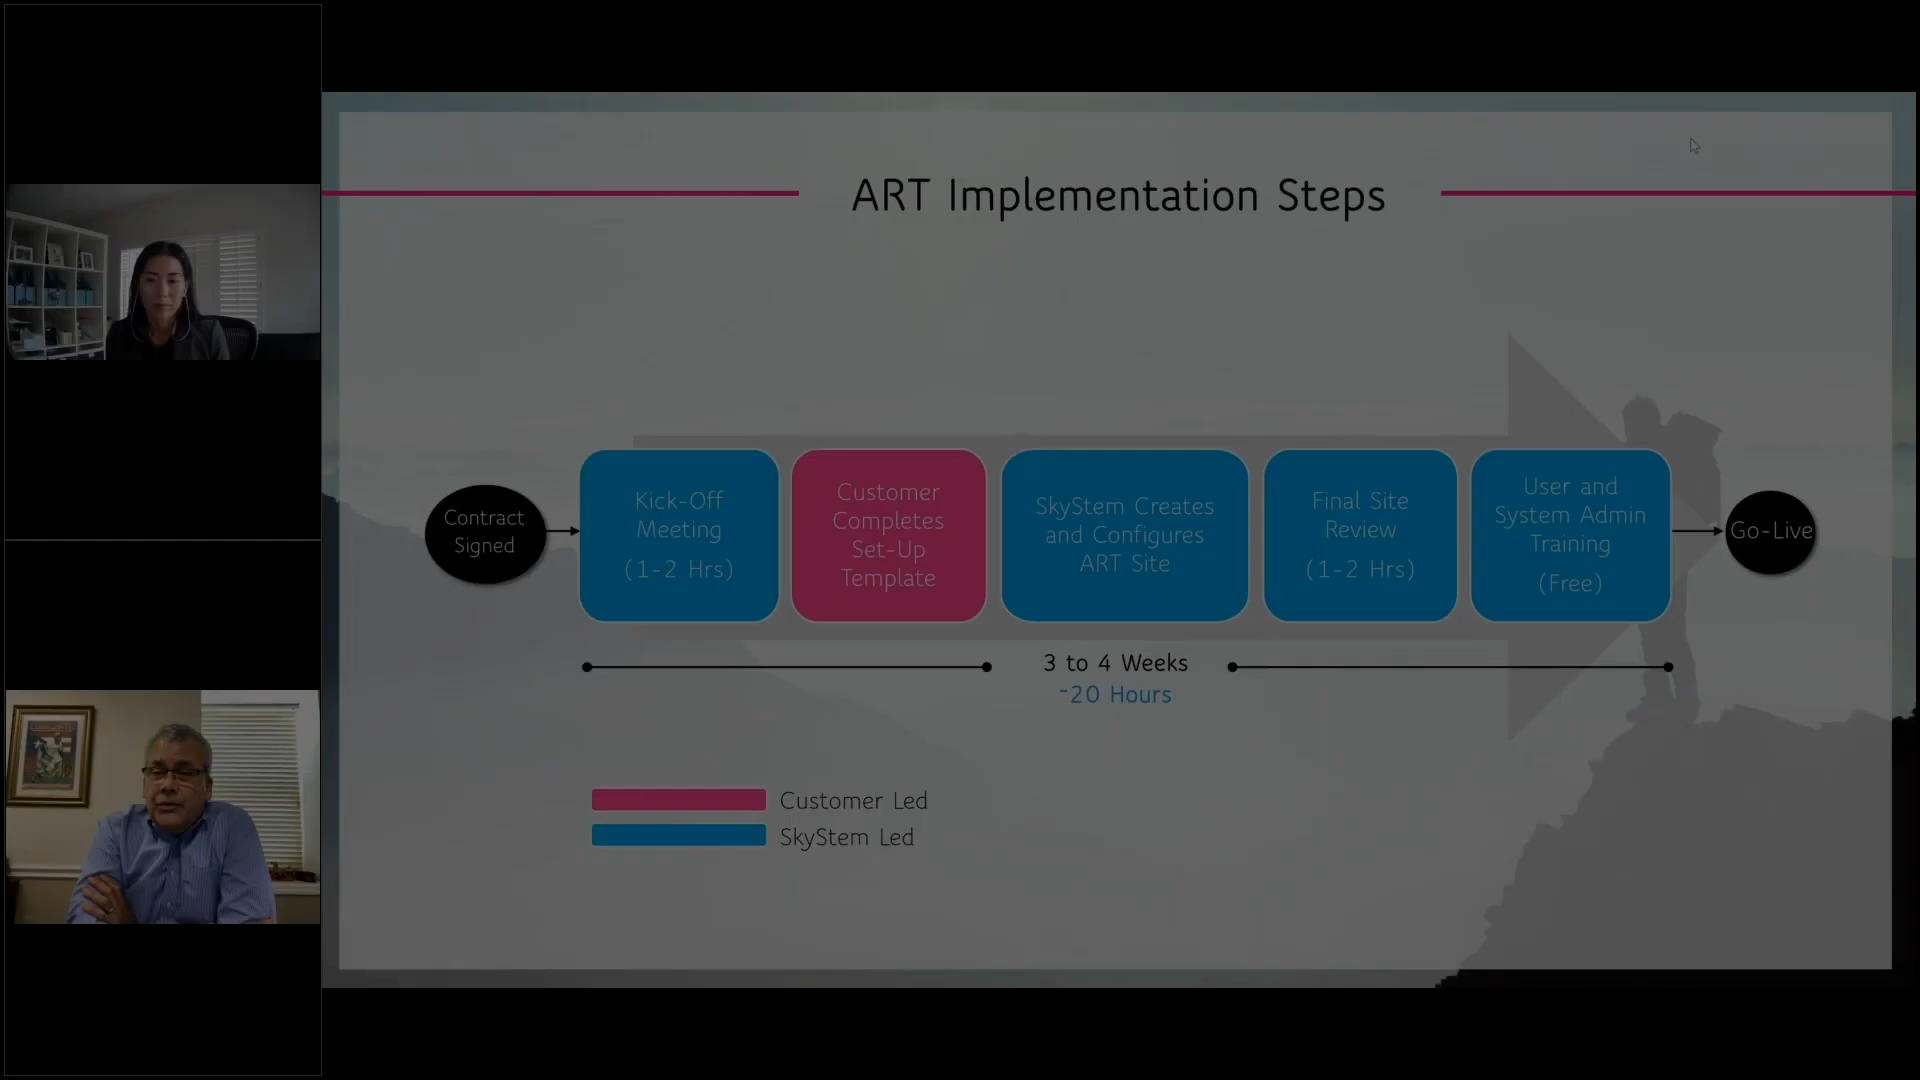 ART Implementation Steps
Contract
Signed
Kick-Off
Meeting
(1-2 Hrs)
Customer
Completes
Set-Up
Template
SkyStem Creates
and Configures
ART Site
Final Site
Review
(1-2 Hrs)
User and
System Admin
Training
(Free)
Go-Live
3 to 4 Weeks
~20 Hours
Customer Led
SkyStem Led